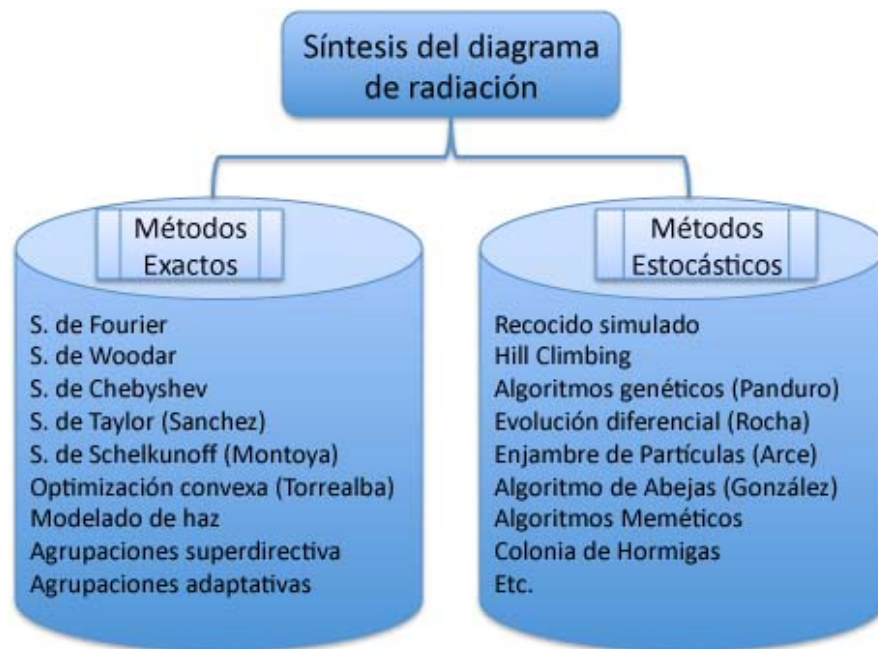 Síntesis del diagrama
de radiación
Métodos
Exactos
S. de Fourier
S. de Woodar
S. de Chebyshev
S. de Taylor (Sanchez)
S. de Schelkunoff (Montoya)
Optimización convexa (Torrealba)
Modelado de haz
Agrupaciones superdirectiva
Agrupaciones adaptativas
Métodos
Estocásticos
Recocido simulado
Hill Climbing
Algoritmos genéticos (Panduro)
Evolución diferencial (Rocha)
Enjambre de Partículas (Arce)
Algoritmo de Abejas (González)
Algoritmos Meméticos
Colonia de Hormigas
Etc.